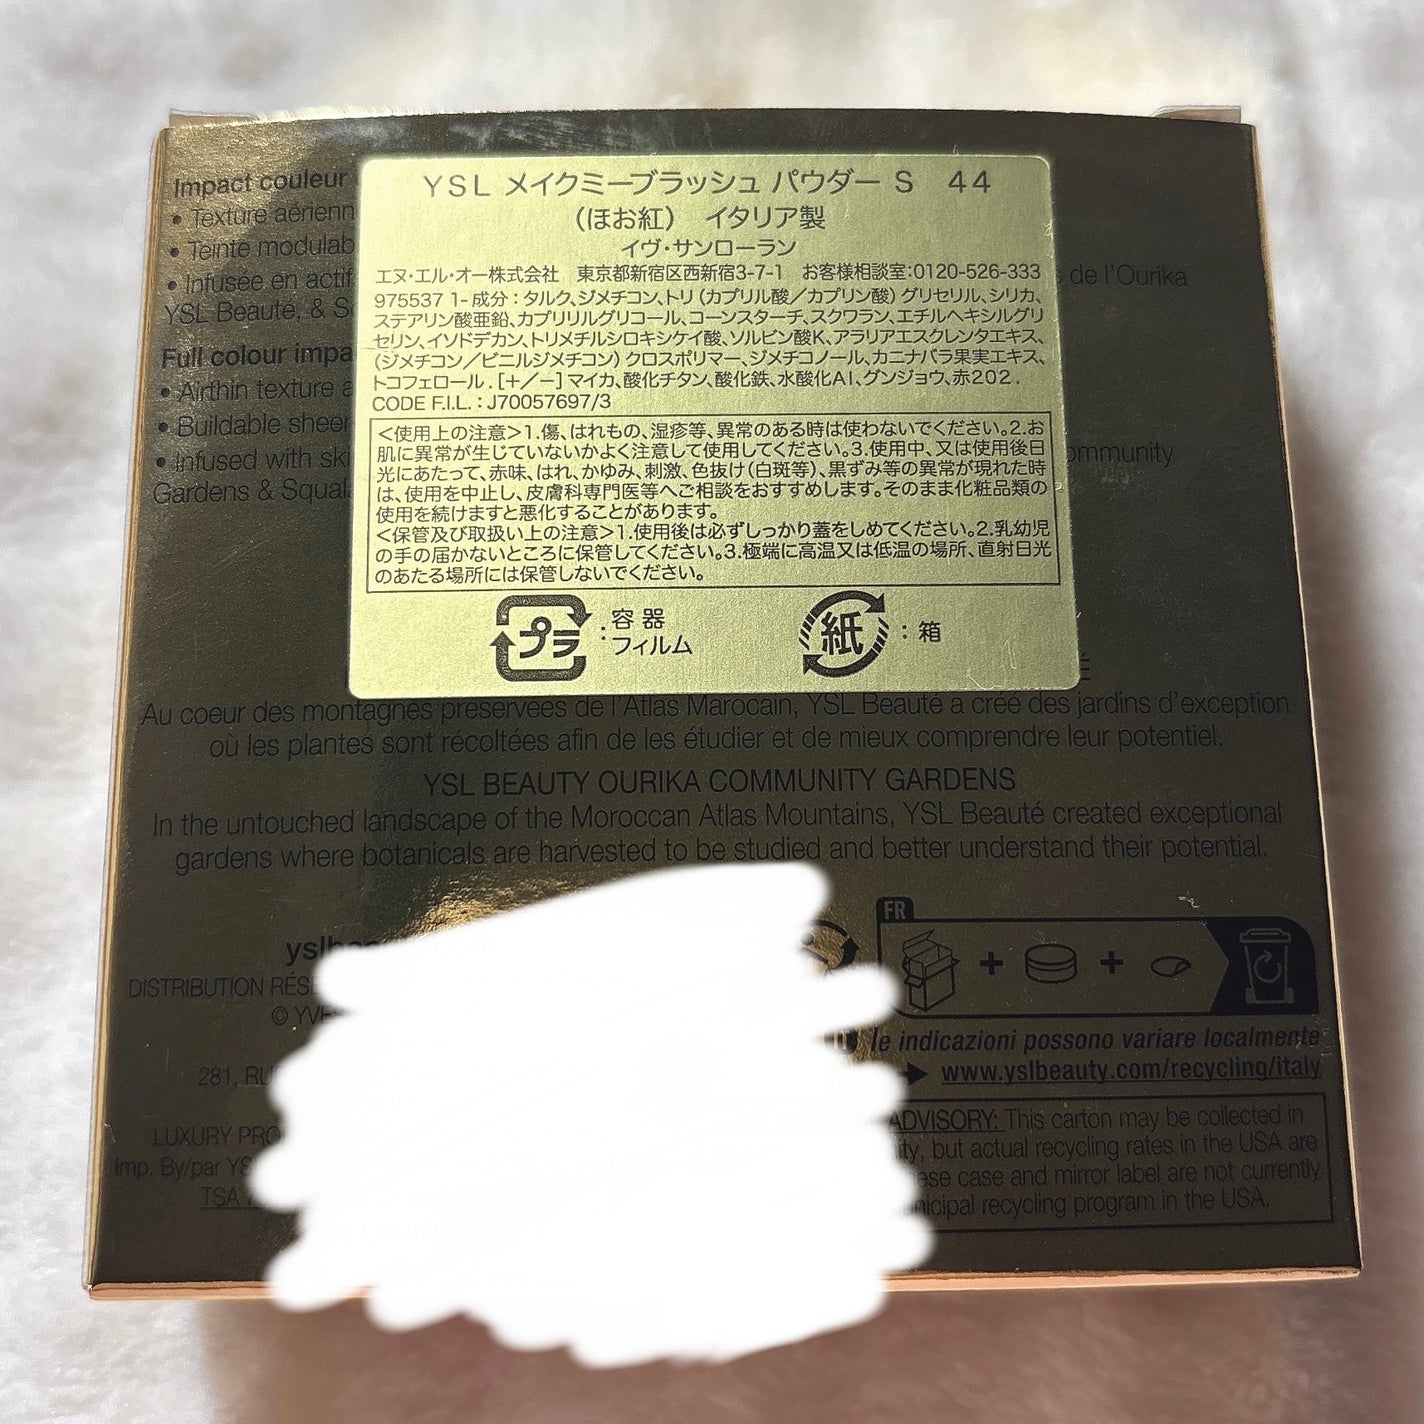 YSL メイクミーブラッシュ パウダー S 44
(ほお紅) イタリア製
イヴ・サンローラン
エヌ・エル・オー株式会社 東京都新宿区西新宿3-7-1 お客様相談室:0120-526-333
975537 1- 成分：タルク、ジメチコン、トリ（カプリル酸／カプリン酸）グリセリル、シリカ、
ステアリン酸亜鉛、カプリリルグリコール、コーンスターチ、スクワラン、エチルヘキシルグリ
セリン、イソドデカン、トリメチルシロキシケイ酸、ソルビン酸K、アラリアエスクレンタエキス、
(ジメチコン／ビニルジメチコン) クロスポリマー、ジメチコノール、カニナバラ果実エキス、
トコフェロール．[＋／－] マイカ、酸化チタン、酸化鉄、水酸化AI、グンジョウ、赤202．
CODE F.I.L. : J70057697/3
＜使用上の注意＞1.傷、はれもの、湿疹等、異常のある時は使わないでください。2.お
肌に異常が生じていないかよく注意して使用してください。3.使用中、又は使用後日
光にあたって、赤味、はれ、かゆみ、刺激、色抜け(白斑等)、黒ずみ等の異常が現れた時
は、使用を中止し、皮膚科専門医等へご相談をおすすめします。そのまま化粧品類の
使用を続けますと悪化することがあります。
＜保管及び取扱い上の注意＞1.使用後は必ずしっかり蓋をしめてください。2.乳幼児
の手の届かないところに保管してください。3.極端に高温又は低温の場所、直射日光
のあたる場所には保管しないでください。
プラ : 容器 フィルム 紙 : 箱
Impact couleur
• Texture aérienn
• Teinte modulab
• Infusée en actif s de l'Ourika
YSL Beauté, & S
Full colour impa
• Airthin texture a
• Buildable sheer
• Infused with ski ommunity
Gardens & Squal
Au coeur des montagnes préservées de l'Atlas Marocain, YSL Beauté a créé des jardins d'exception
où les plantes sont récoltées afin de les étudier et de mieux comprendre leur potentiel.
YSL BEAUTY OURIKA COMMUNITY GARDENS
In the untouched landscape of the Moroccan Atlas Mountains, YSL Beauté created exceptional
gardens where botanicals are harvested to be studied and better understand their potential.
DISTRIBUTION
© YVE
281, RU
LUXURY PRO
Imp. By/par YS
TSA
FR
+ +
le indicazioni possono variare localmente
www.yslbeauty.com/recycling/italy
ADVISORY: This carton may be collected in
ity, but actual recycling rates in the USA are
ese case and mirror label are not currently
nicipal recycling program in the USA.